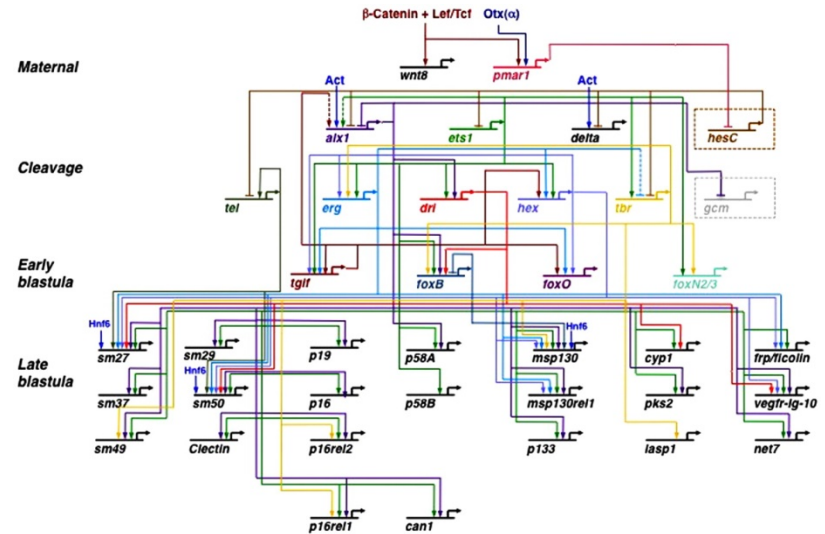 β-Catenin + Lef/Tcf Otx(α)
Maternal
wnt8 pmar1
Act Act
alx1 ets1 delta hesC
Cleavage
tel erg dri hex tbr gcm
Early
blastula
tgif foxB foxO foxN2/3
Hnf6 Hnf6
sm27 sm29 p19 p58A msp130 cyp1 frp/ficolin
Late
blastula
Hnf6
sm37 sm50 p16 p58B msp130rel1 pks2 vegfr-Ig-10
sm49 Clectin p16rel2 p133 lasp1 net7
p16rel1 can1